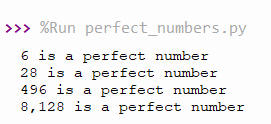 >>> %Run perfect_numbers.py
6 is a perfect number
28 is a perfect number
496 is a perfect number
8,128 is a perfect number